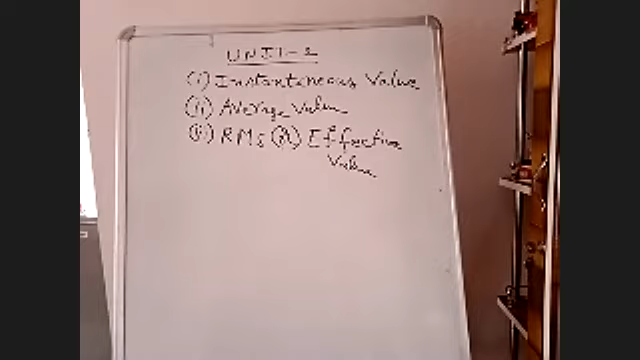 UNIT-2
(i) Instantaneous Value
(ii) Average Value
(iii) RMS (or) Effective
Value